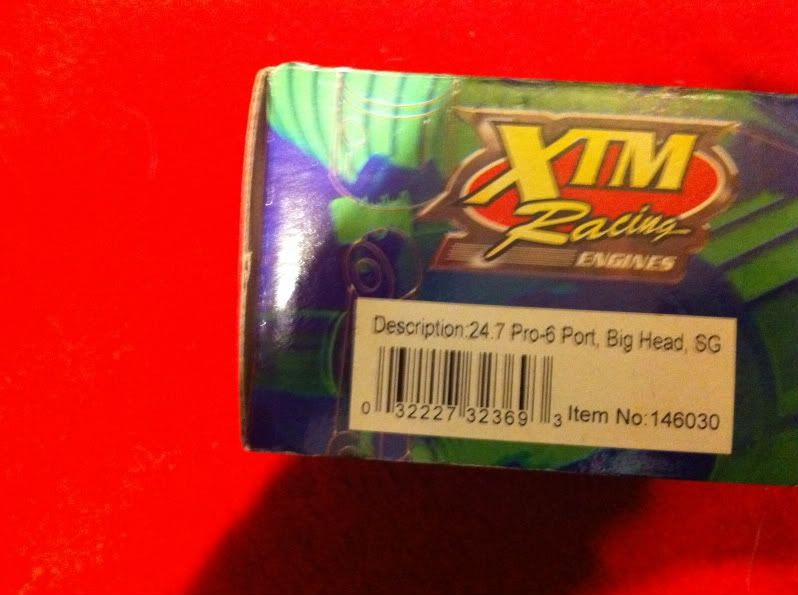 XTM
Racing
ENGINES
Description:24.7 Pro-6 Port, Big Head, SG
0 32227 32369 3
Item No:146030